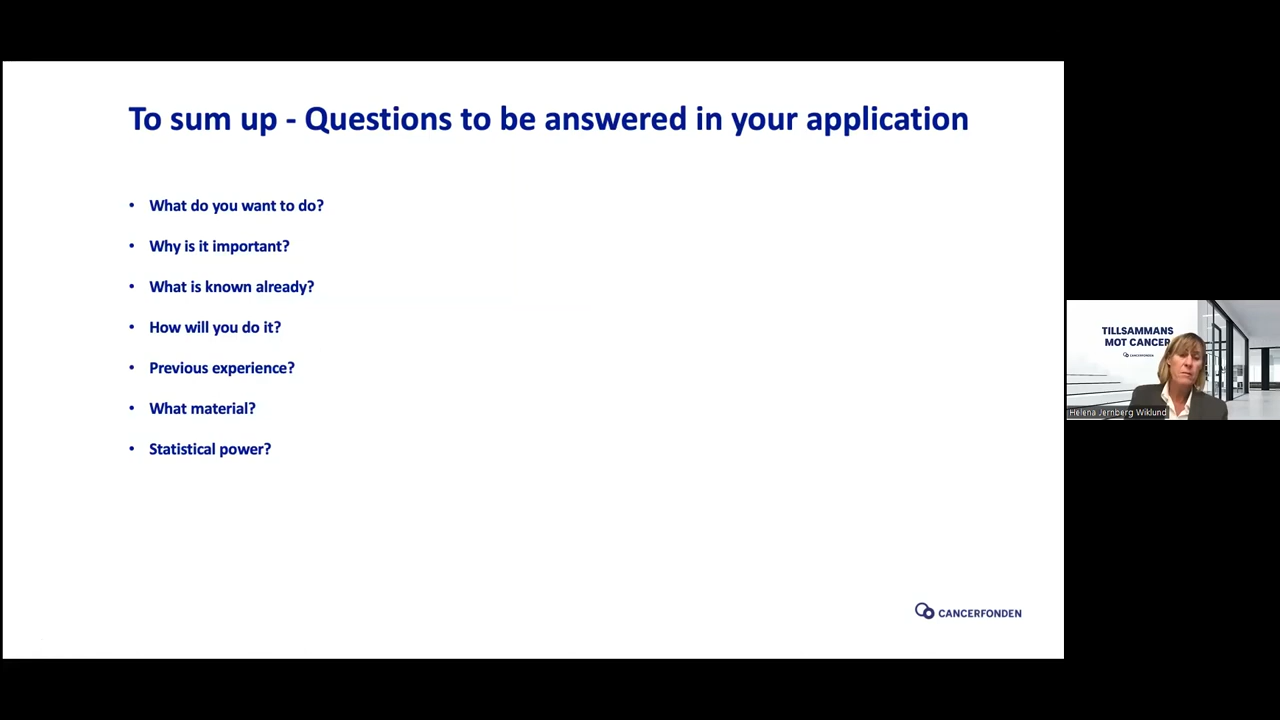 To sum up - Questions to be answered in your application
• What do you want to do?
• Why is it important?
• What is known already?
• How will you do it?
• Previous experience?
• What material?
• Statistical power?
CANCERFONDEN
TILLSAMMANS
MOT CANCER
CANCERFONDEN
Helena Jernberg Wiklund